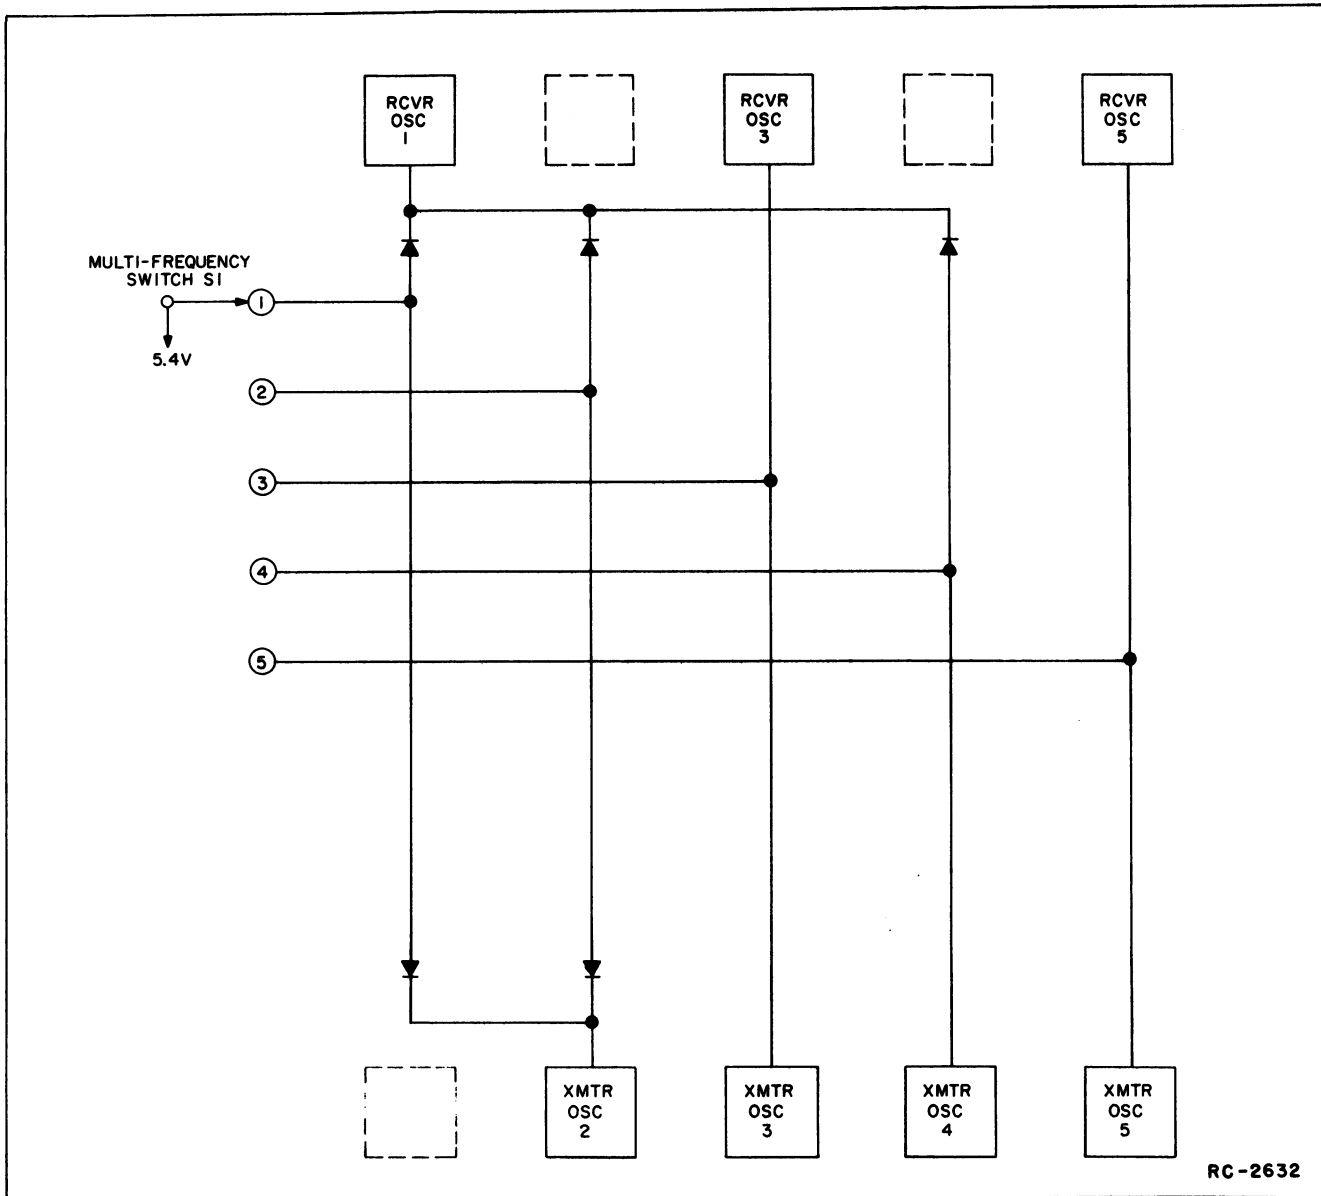 RCVR
OSC
1
RCVR
OSC
3
RCVR
OSC
5
MULTI-FREQUENCY
SWITCH S1
1
5.4V
2
3
4
5
XMTR
OSC
2
XMTR
OSC
3
XMTR
OSC
4
XMTR
OSC
5
RC-2632